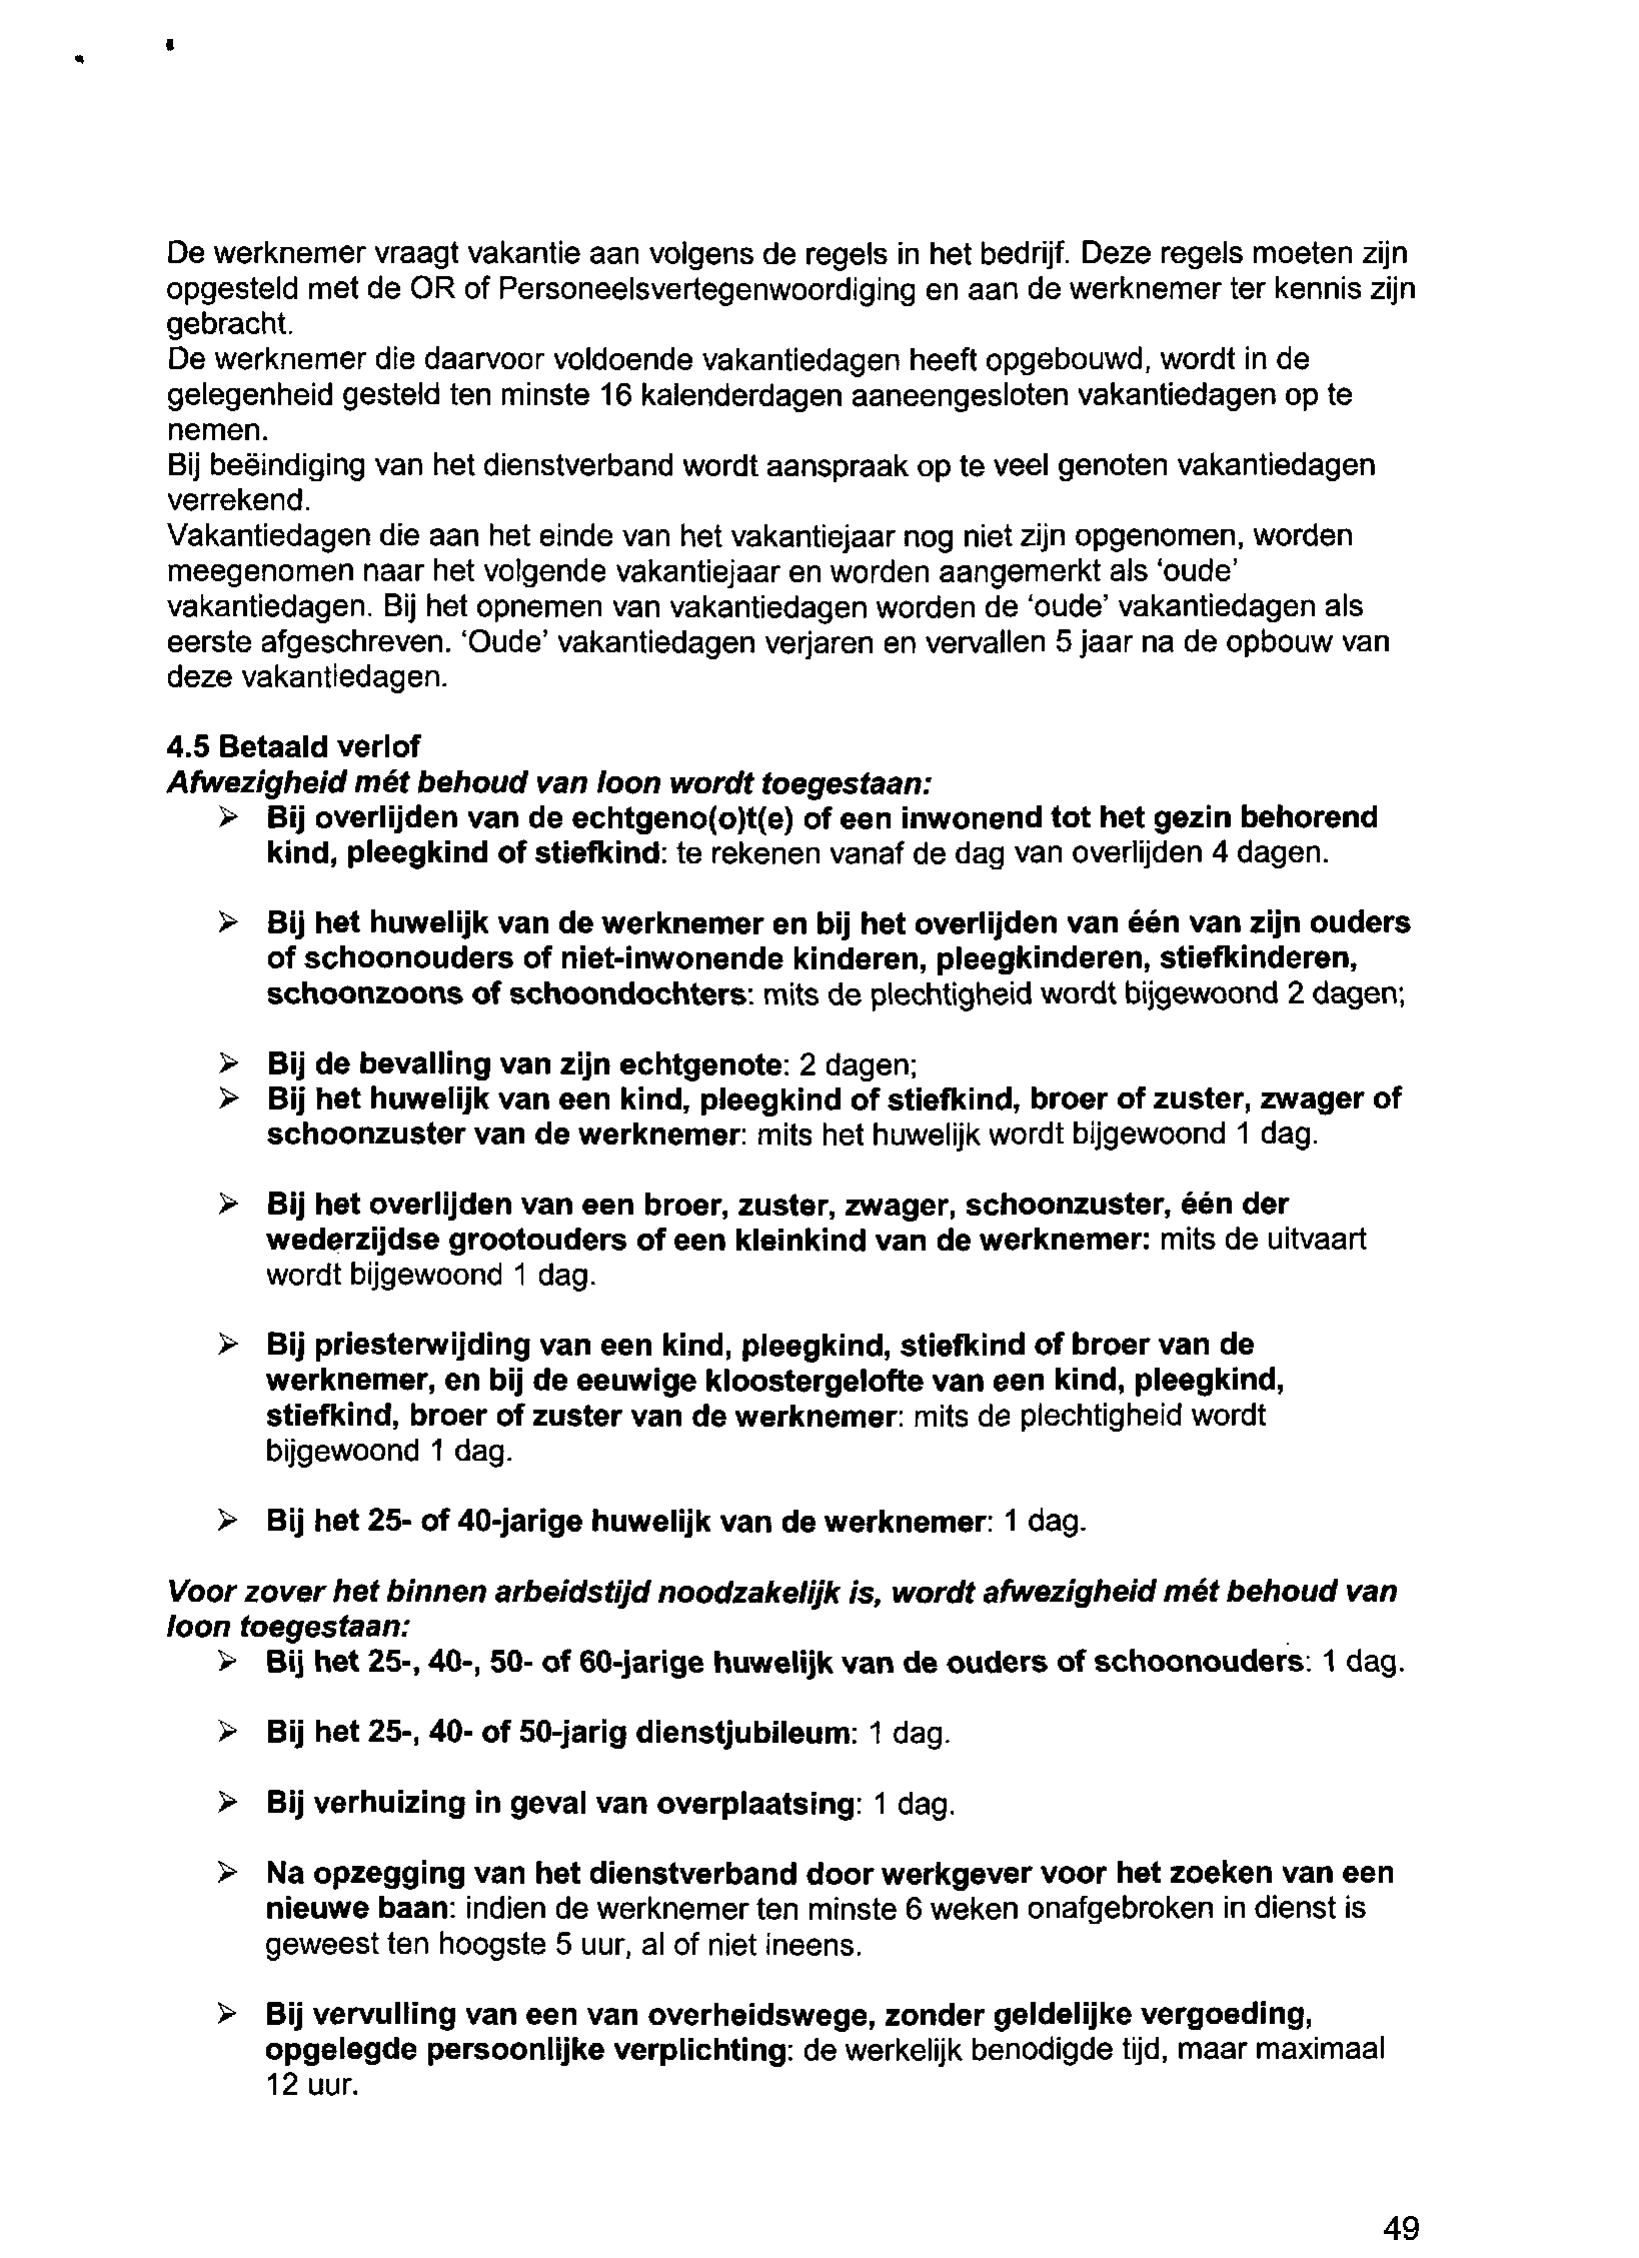 De werknemer vraagt vakantie aan volgens de regels in het bedrijf. Deze regels moeten zijn
opgesteld met de OR of Personeelsvertegenwoordiging en aan de werknemer ter kennis zijn
gebracht.
De werknemer die daarvoor voldoende vakantiedagen heeft opgebouwd, wordt in de
gelegenheid gesteld ten minste 16 kalenderdagen aaneengesloten vakantiedagen op te
nemen.
Bij beëindiging van het dienstverband wordt aanspraak op te veel genoten vakantiedagen
verrekend.
Vakantiedagen die aan het einde van het vakantiejaar nog niet zijn opgenomen, worden
meegenomen naar het volgende vakantiejaar en worden aangemerkt als ‘oude’
vakantiedagen. Bij het opnemen van vakantiedagen worden de ‘oude’ vakantiedagen als
eerste afgeschreven. ‘Oude’ vakantiedagen verjaren en vervallen 5 jaar na de opbouw van
deze vakantiedagen.
4.5 Betaald verlof
Afwezigheid mét behoud van loon wordt toegestaan:
➢ Bij overlijden van de echtgeno(o)t(e) of een inwonend tot het gezin behorend
kind, pleegkind of stiefkind: te rekenen vanaf de dag van overlijden 4 dagen.
➢ Bij het huwelijk van de werknemer en bij het overlijden van één van zijn ouders
of schoonouders of niet-inwonende kinderen, pleegkinderen, stiefkinderen,
schoonzoons of schoondochters: mits de plechtigheid wordt bijgewoond 2 dagen;
➢ Bij de bevalling van zijn echtgenote: 2 dagen;
➢ Bij het huwelijk van een kind, pleegkind of stiefkind, broer of zuster, zwager of
schoonzuster van de werknemer: mits het huwelijk wordt bijgewoond 1 dag.
➢ Bij het overlijden van een broer, zuster, zwager, schoonzuster, één der
wederzijdse grootouders of een kleinkind van de werknemer: mits de uitvaart
wordt bijgewoond 1 dag.
➢ Bij priesterwijding van een kind, pleegkind, stiefkind of broer van de
werknemer, en bij de eeuwige kloostergelofte van een kind, pleegkind,
stiefkind, broer of zuster van de werknemer: mits de plechtigheid wordt
bijgewoond 1 dag.
➢ Bij het 25- of 40-jarige huwelijk van de werknemer: 1 dag.
Voor zover het binnen arbeidstijd noodzakelijk is, wordt afwezigheid mét behoud van
loon toegestaan:
➢ Bij het 25-, 40-, 50- of 60-jarige huwelijk van de ouders of schoonouders: 1 dag.
➢ Bij het 25-, 40- of 50-jarig dienstjubileum: 1 dag.
➢ Bij verhuizing in geval van overplaatsing: 1 dag.
➢ Na opzegging van het dienstverband door werkgever voor het zoeken van een
nieuwe baan: indien de werknemer ten minste 6 weken onafgebroken in dienst is
geweest ten hoogste 5 uur, al of niet ineens.
➢ Bij vervulling van een van overheidswege, zonder geldelijke vergoeding,
opgelegde persoonlijke verplichting: de werkelijk benodigde tijd, maar maximaal
12 uur.
49